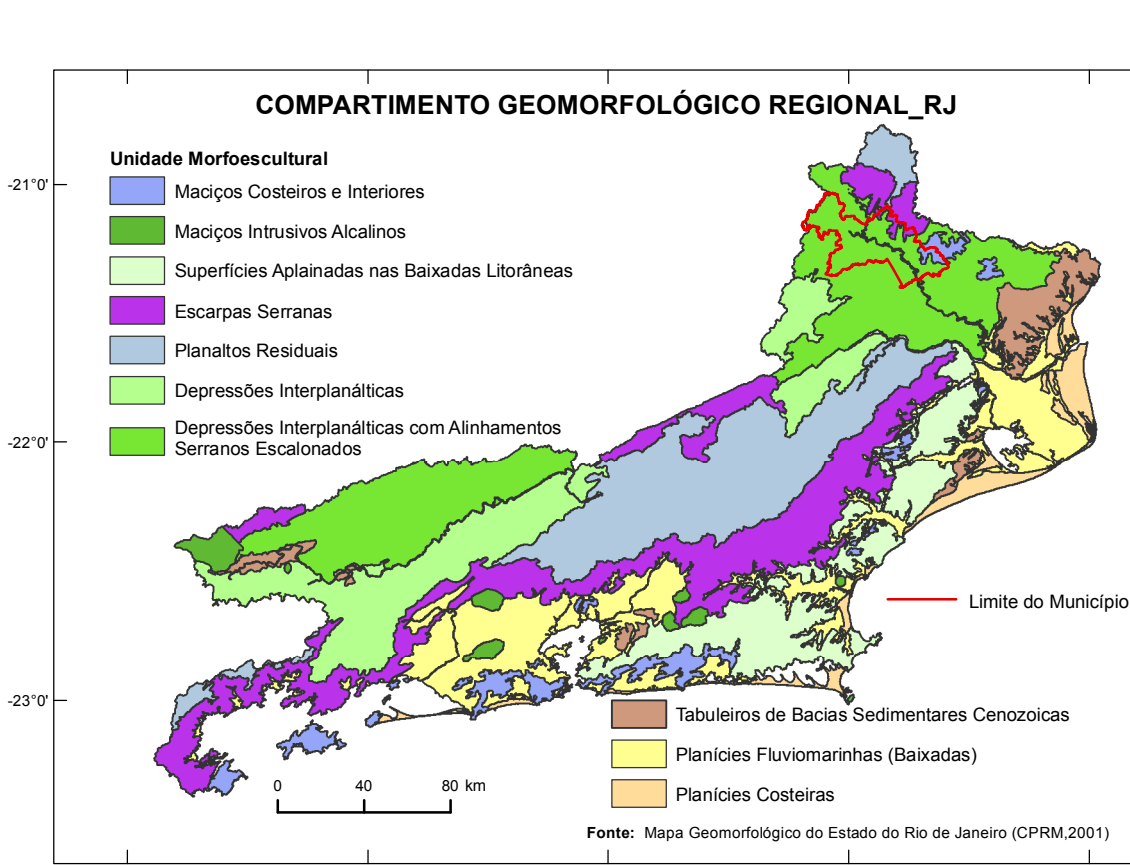 COMPARTIMENTO GEOMORFOLÓGICO REGIONAL_RJ
Unidade Morfoescultural
Maciços Costeiros e Interiores
Maciços Intrusivos Alcalinos
Superfícies Aplainadas nas Baixadas Litorâneas
Escarpas Serranas
Planaltos Residuais
Depressões Interplanálticas
Depressões Interplanálticas com Alinhamentos
Serranos Escalonados
-21°0'
-22°0'
-23°0'
Limite do Município
Tabuleiros de Bacias Sedimentares Cenozoicas
Planícies Fluviomarinhas (Baixadas)
Planícies Costeiras
0 40 80 km
Fonte: Mapa Geomorfológico do Estado do Rio de Janeiro (CPRM,2001)